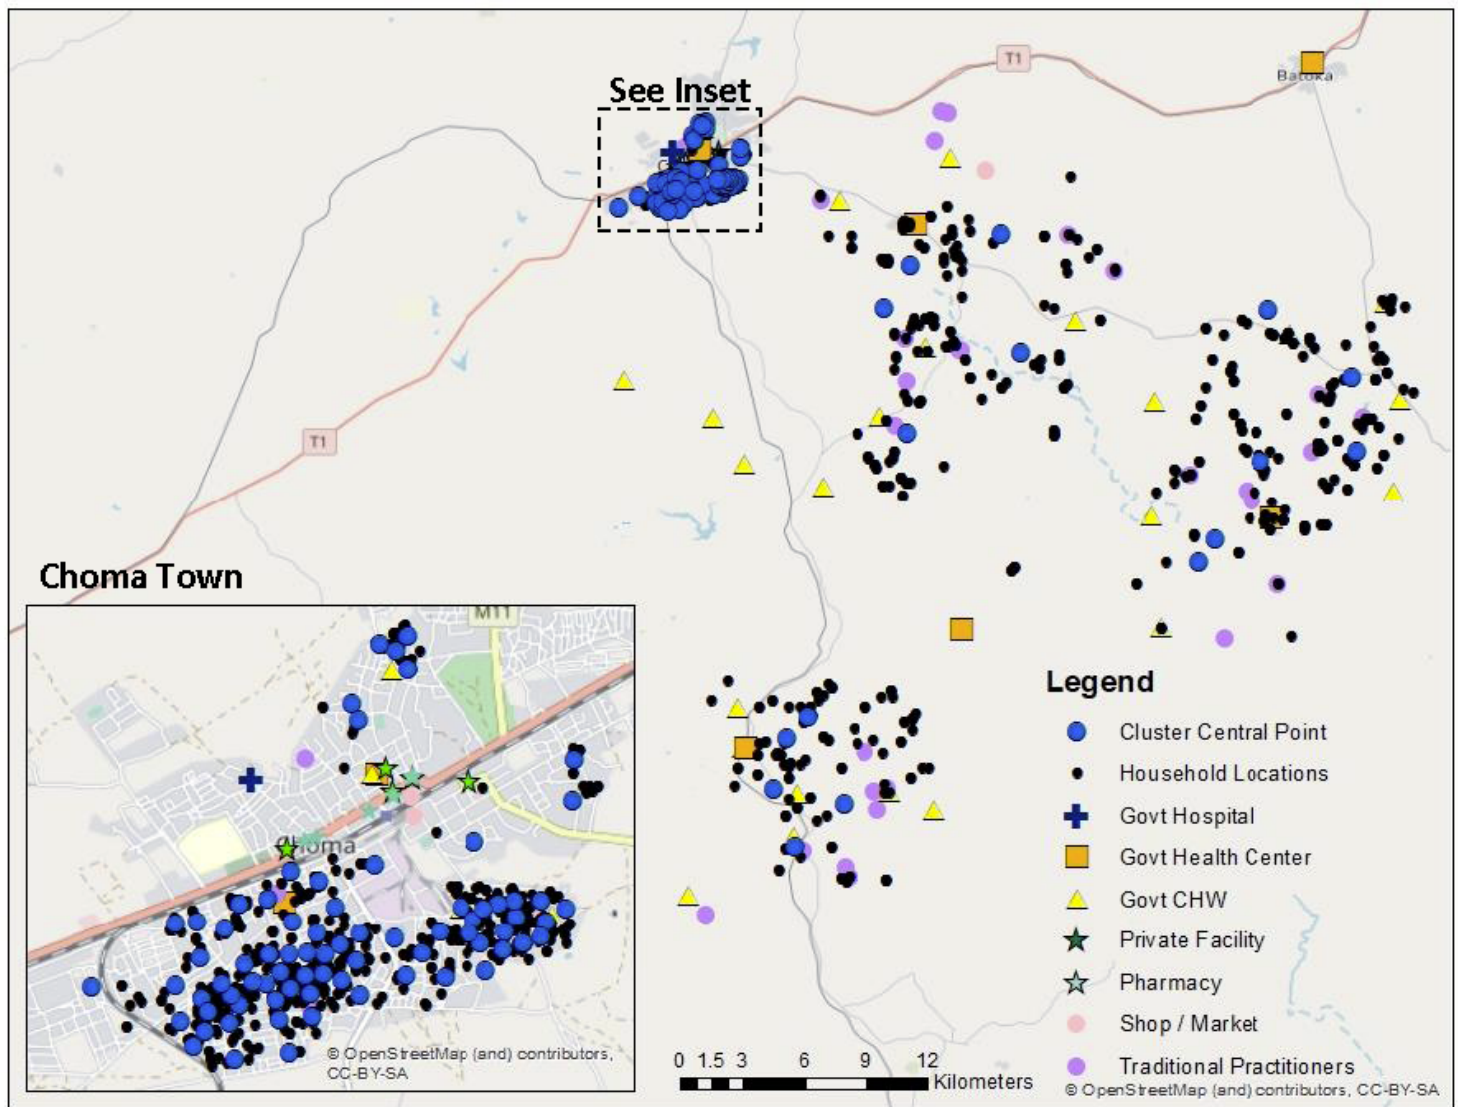 T1
See Inset
Batoka
T1
Choma Town
M11
Choma
© OpenStreetMap (and) contributors,
CC-BY-SA
Legend
Cluster Central Point
Household Locations
Govt Hospital
Govt Health Center
Govt CHW
Private Facility
Pharmacy
Shop / Market
Traditional Practitioners
0 1.5 3 6 9 12
Kilometers
© OpenStreetMap (and) contributors, CC-BY-SA